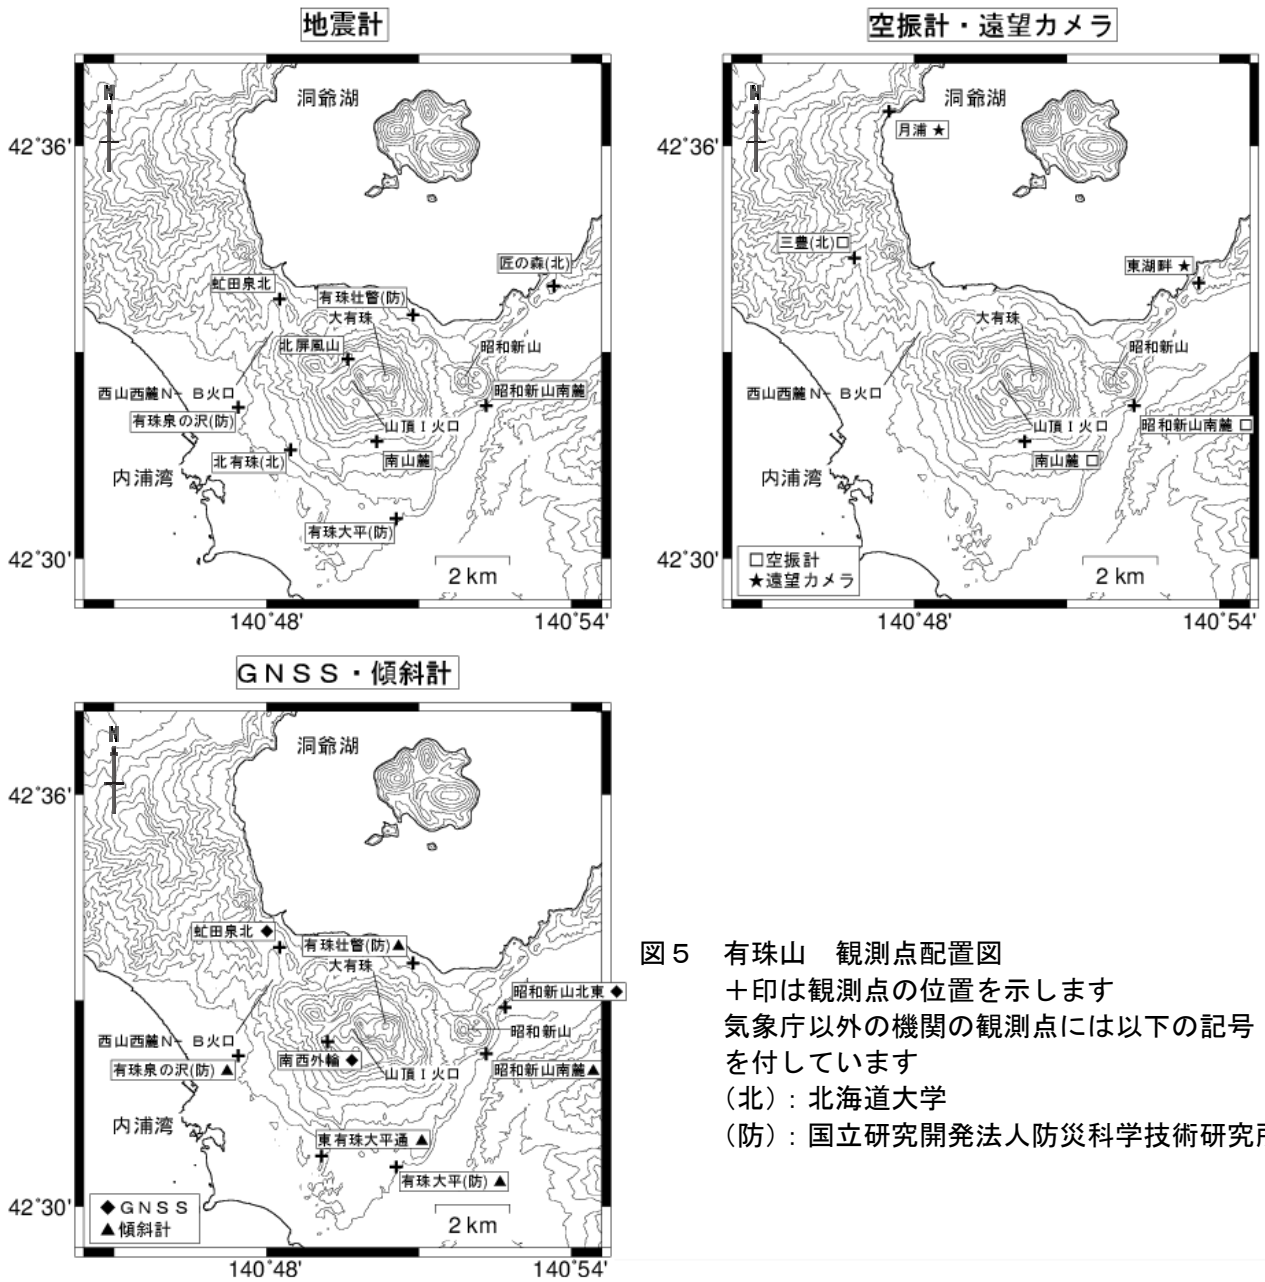 地震計
N
洞爺湖
42°36'
匠の森(北)
虻田泉北
有珠壮瞥(防)
大有珠
北屏風山
昭和新山
西山西麓N-B火口
昭和新山南麓
有珠泉の沢(防)
山頂I火口
北有珠(北)
南山麓
内浦湾
有珠大平(防)
42°30'
2 km
140°48'
140°54'
空振計・遠望カメラ
N
洞爺湖
月浦 ★
42°36'
三豊(北)□
東湖畔 ★
大有珠
昭和新山
西山西麓N-B火口
山頂I火口
昭和新山南麓 □
南山麓 □
内浦湾
42°30'
□空振計
★遠望カメラ
2 km
140°48'
140°54'
GNSS・傾斜計
N
洞爺湖
42°36'
虻田泉北 ◆
有珠壮瞥(防)▲
大有珠
昭和新山北東 ◆
昭和新山
西山西麓N-B火口
南西外輪 ◆
有珠泉の沢(防) ▲
山頂I火口
昭和新山南麓▲
内浦湾
東有珠大平通 ▲
有珠大平(防) ▲
42°30'
◆GNSS
▲傾斜計
2 km
140°48'
140°54'
図5 有珠山 観測点配置図
+印は観測点の位置を示します
気象庁以外の機関の観測点には以下の記号
を付しています
(北):北海道大学
(防):国立研究開発法人防災科学技術研究所